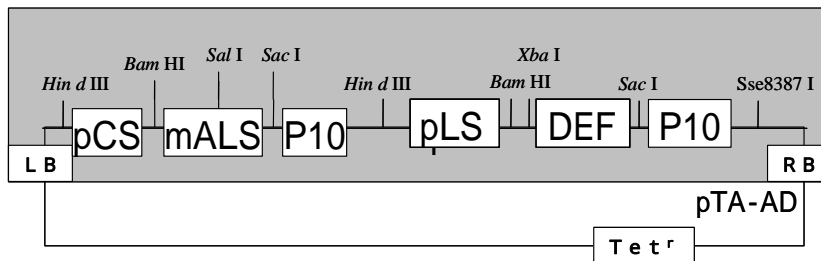 Hin d III
Bam HI
Sal I
Sac I
Hin d III
Xba I
Bam HI
Sac I
Sse8387 I
pCS
mALS
P10
pLS
DEF
P10
L B
R B
pTA-AD
Tetʳ